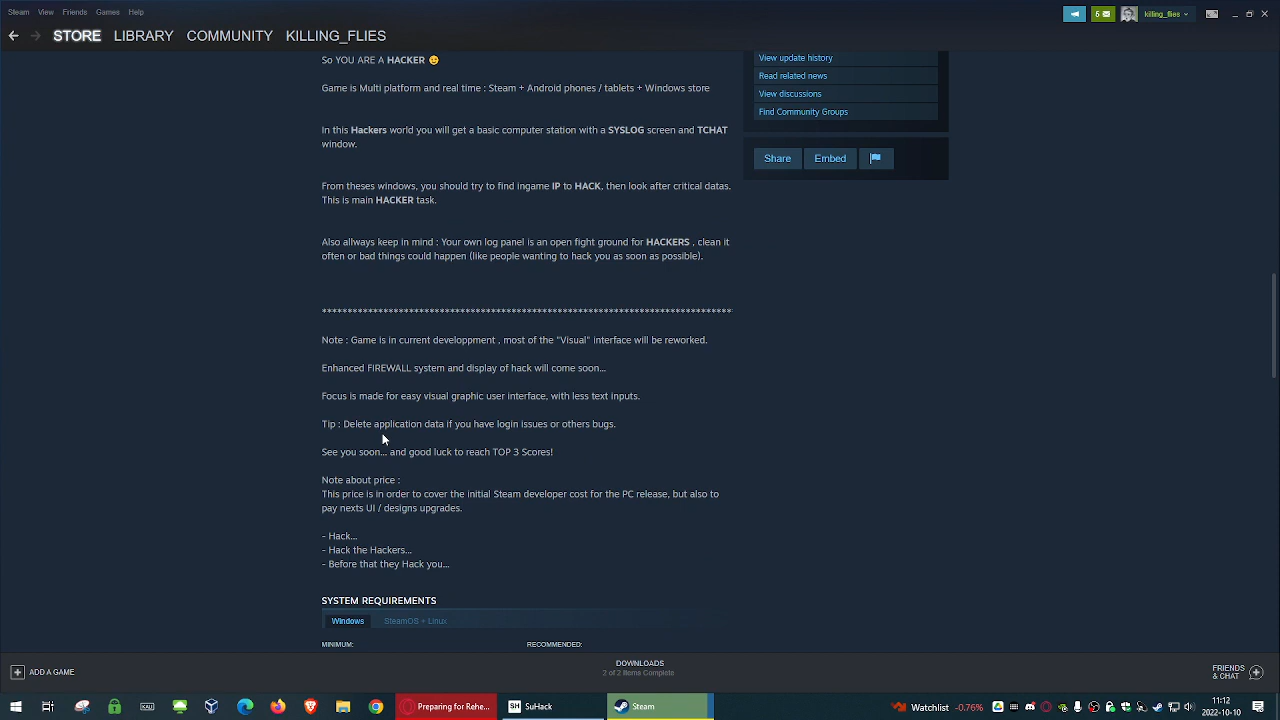 Steam View Friends Games Help
5 killing_flies
STORE LIBRARY COMMUNITY KILLING_FLIES
So YOU ARE A HACKER 😉
Game is Multi platform and real time : Steam + Android phones / tablets + Windows store
In this Hackers world you will get a basic computer station with a SYSLOG screen and TCHAT
window.
From theses windows, you should try to find ingame IP to HACK, then look after critical datas.
This is main HACKER task.
Also allways keep in mind : Your own log panel is an open fight ground for HACKERS , clean it
often or bad things could happen (like people wanting to hack you as soon as possible).
**********************************************************************************
Note : Game is in current developpment , most of the "Visual" interface will be reworked.
Enhanced FIREWALL system and display of hack will come soon...
Focus is made for easy visual graphic user interface, with less text inputs.
Tip : Delete application data if you have login issues or others bugs.
See you soon... and good luck to reach TOP 3 Scores!
Note about price :
This price is in order to cover the initial Steam developer cost for the PC release, but also to
pay nexts UI / designs upgrades.
- Hack...
- Hack the Hackers...
- Before that they Hack you...
SYSTEM REQUIREMENTS
Windows SteamOS + Linux
MINIMUM: RECOMMENDED:
View update history
Read related news
View discussions
Find Community Groups
Share Embed
ADD A GAME
DOWNLOADS
2 of 2 Items Complete
FRIENDS
& CHAT
Preparing for Rehe...
SH SuHack
Steam
Watchlist -0.76%
11:12
2022-10-10